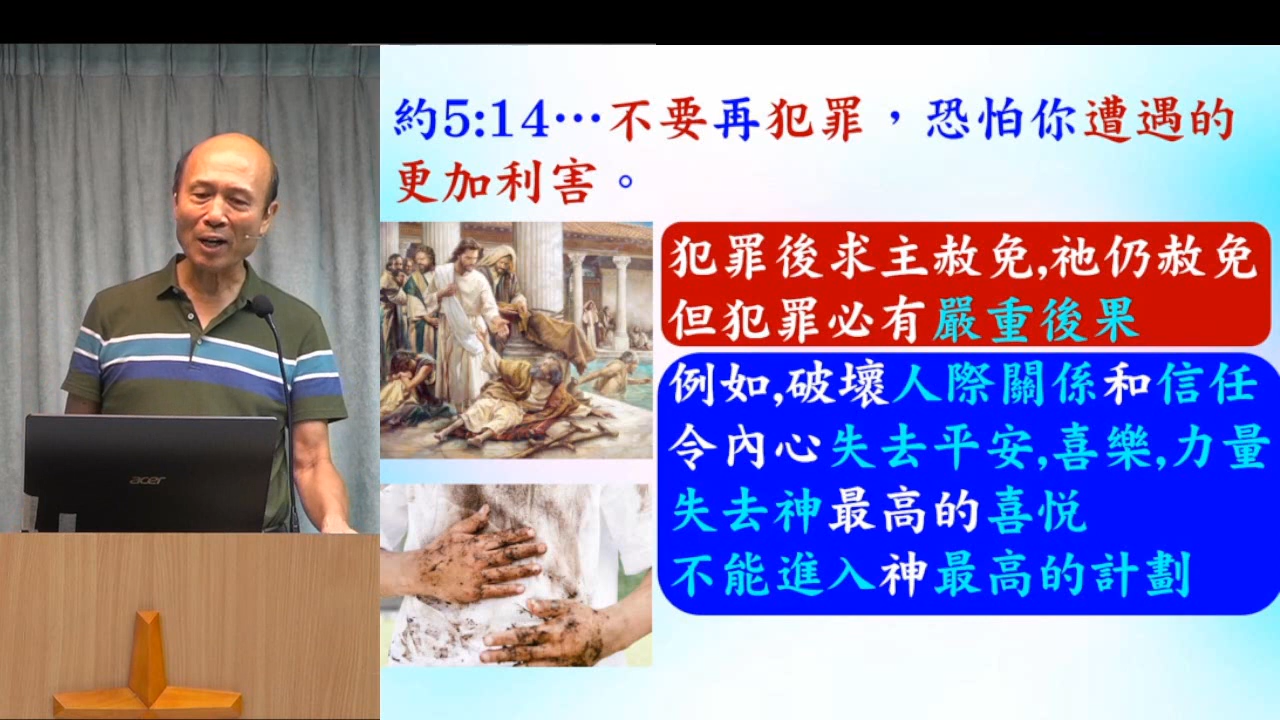 約5:14…不要再犯罪，恐怕你遭遇的
更加利害。
犯罪後求主赦免,祂仍赦免
但犯罪必有嚴重後果
例如,破壞人際關係和信任
令內心失去平安,喜樂,力量
失去神最高的喜悅
不能進入神最高的計劃
acer